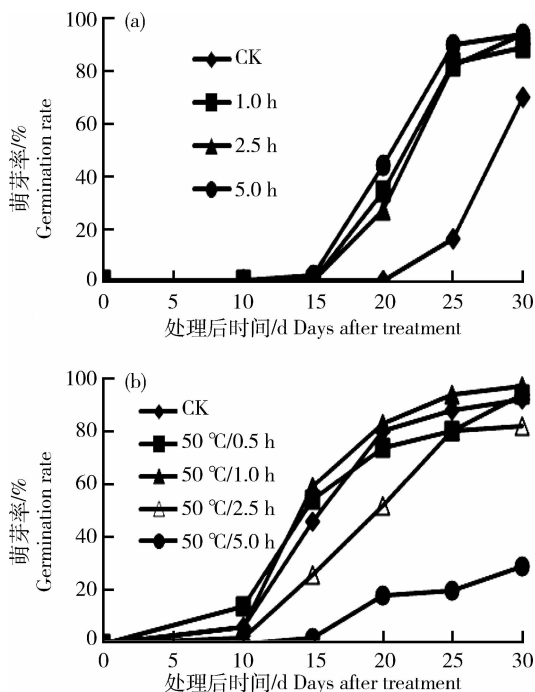 (a)
100
80
60
40
20
0
萌芽率/%
Germination rate
CK
1.0 h
2.5 h
5.0 h
0 5 10 15 20 25 30
处理后时间/d Days after treatment
(b)
100
80
60
40
20
0
萌芽率/%
Germination rate
CK
50 ℃/0.5 h
50 ℃/1.0 h
50 ℃/2.5 h
50 ℃/5.0 h
0 5 10 15 20 25 30
处理后时间/d Days after treatment